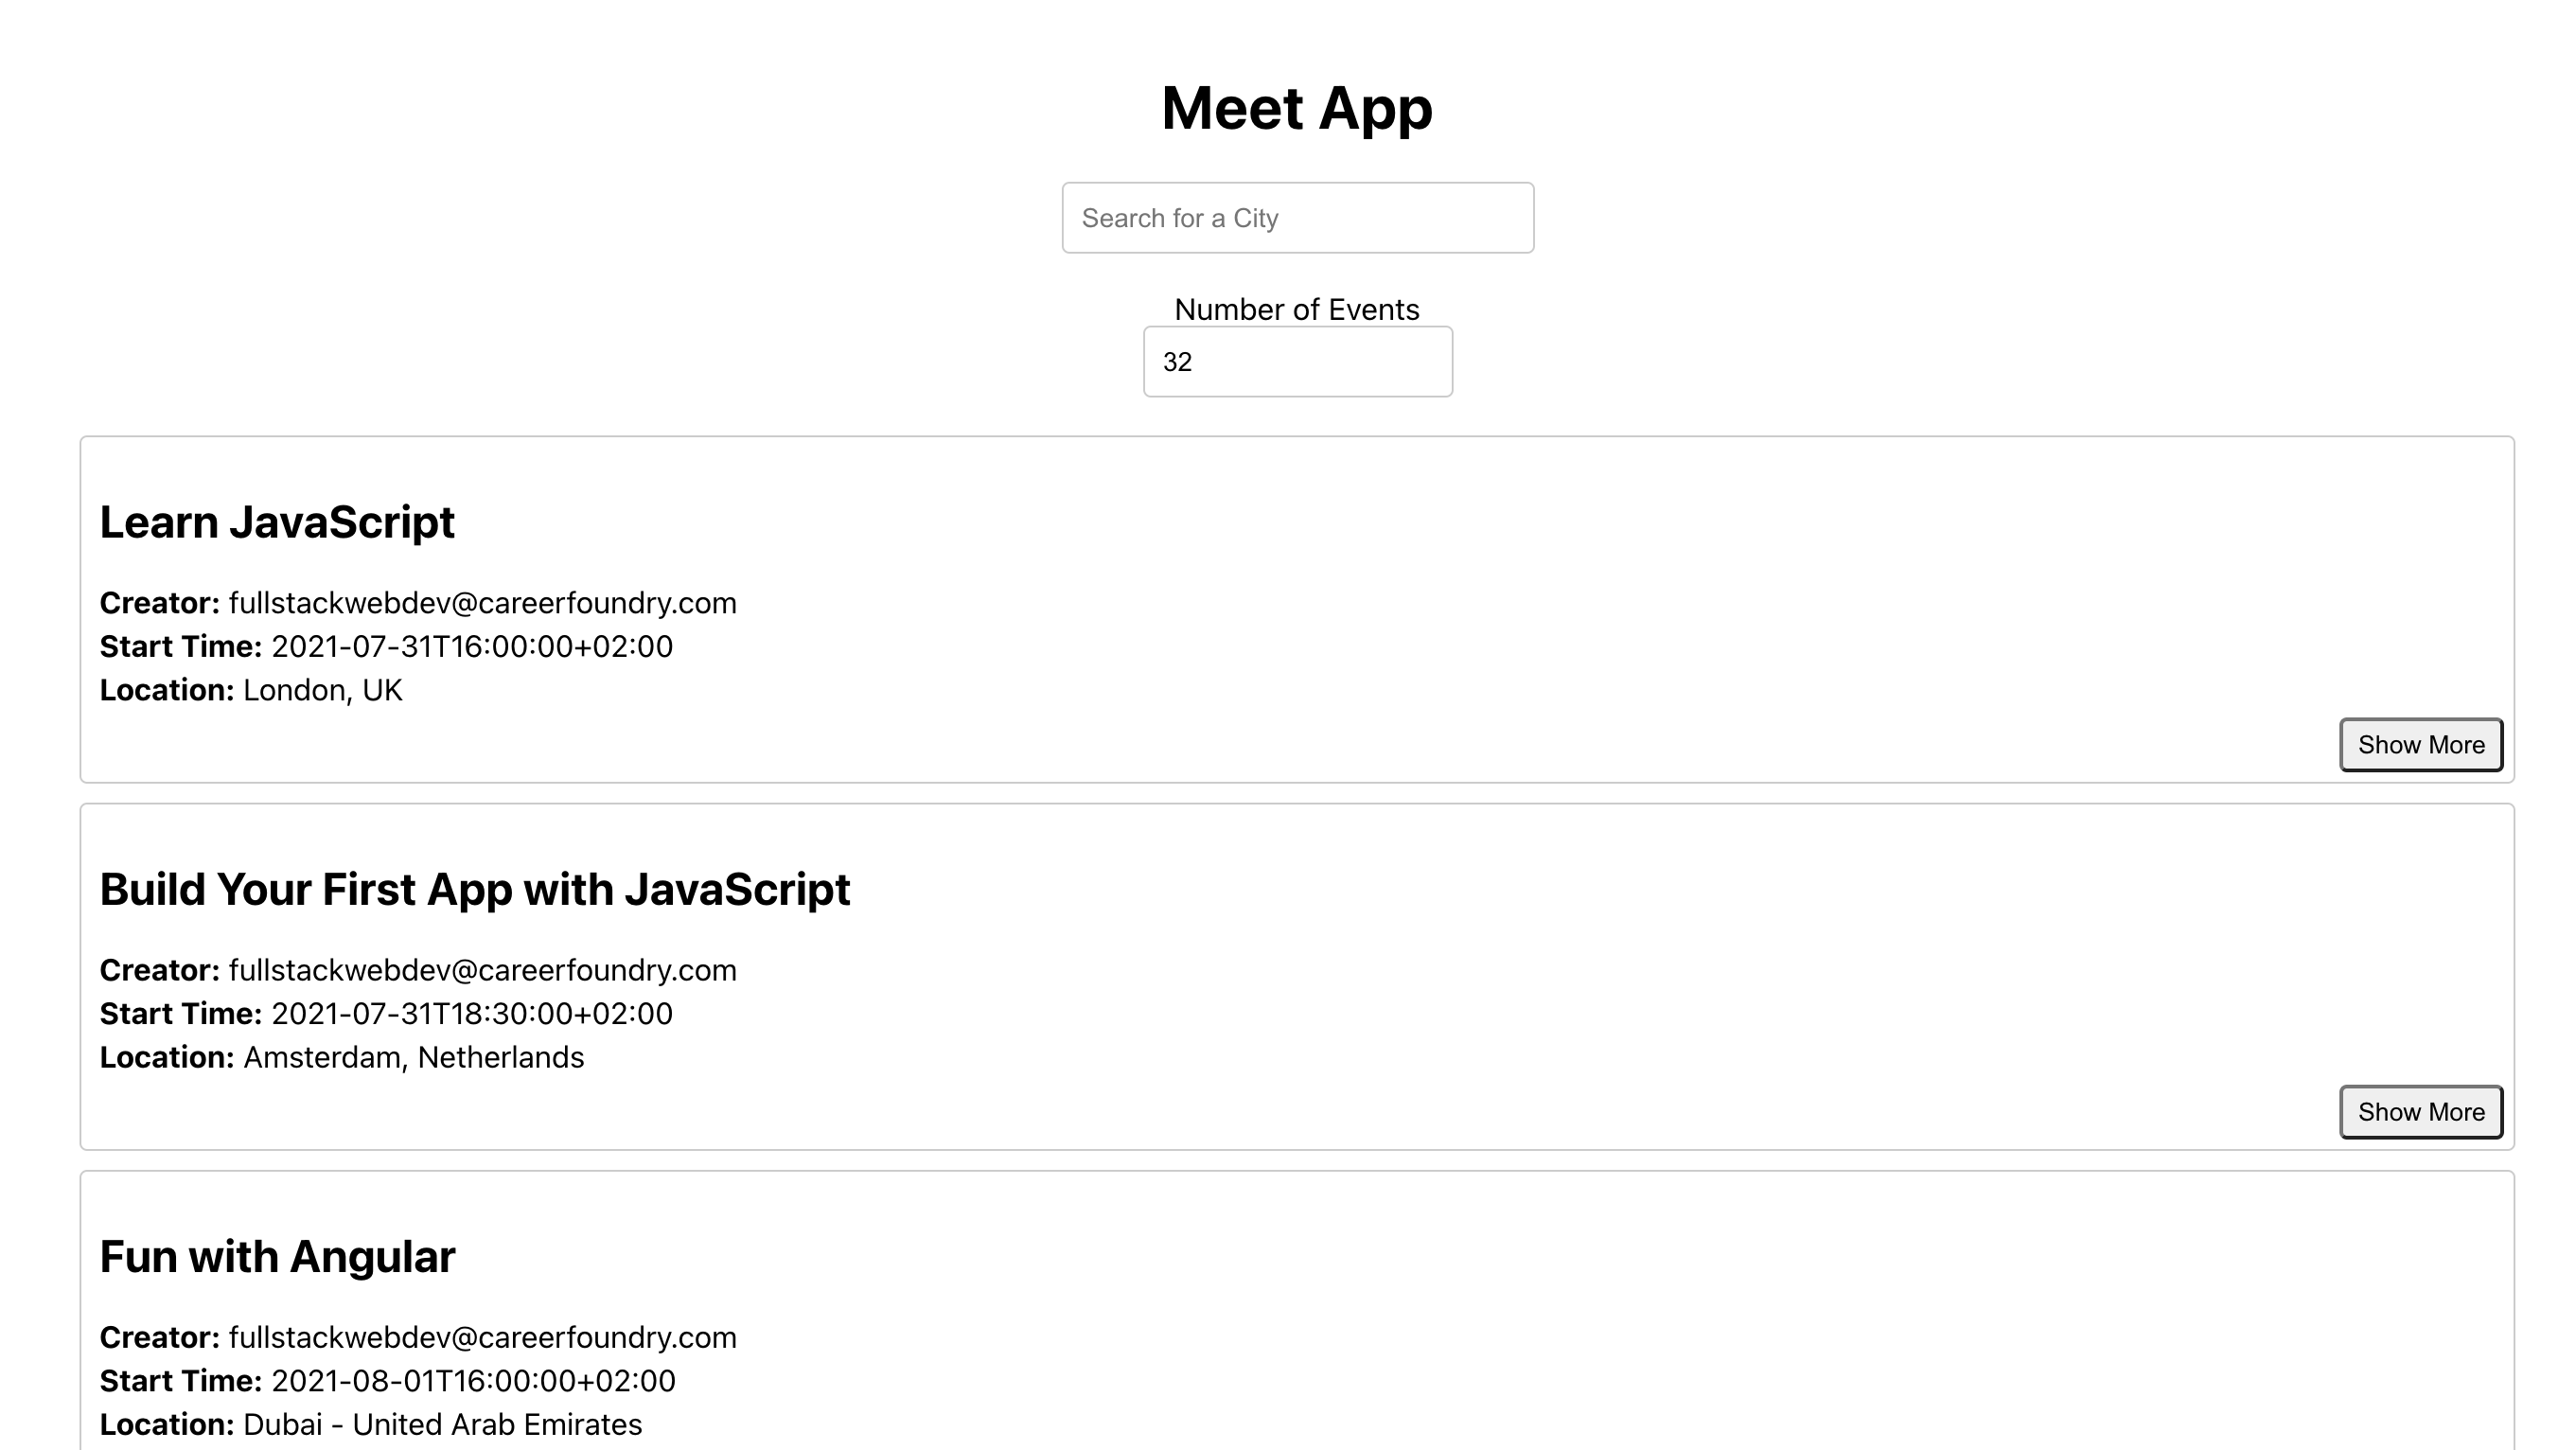 Meet App
Search for a City
Number of Events
32
Learn JavaScript
Creator: fullstackwebdev@careerfoundry.com
Start Time: 2021-07-31T16:00:00+02:00
Location: London, UK
Show More
Build Your First App with JavaScript
Creator: fullstackwebdev@careerfoundry.com
Start Time: 2021-07-31T18:30:00+02:00
Location: Amsterdam, Netherlands
Show More
Fun with Angular
Creator: fullstackwebdev@careerfoundry.com
Start Time: 2021-08-01T16:00:00+02:00
Location: Dubai - United Arab Emirates